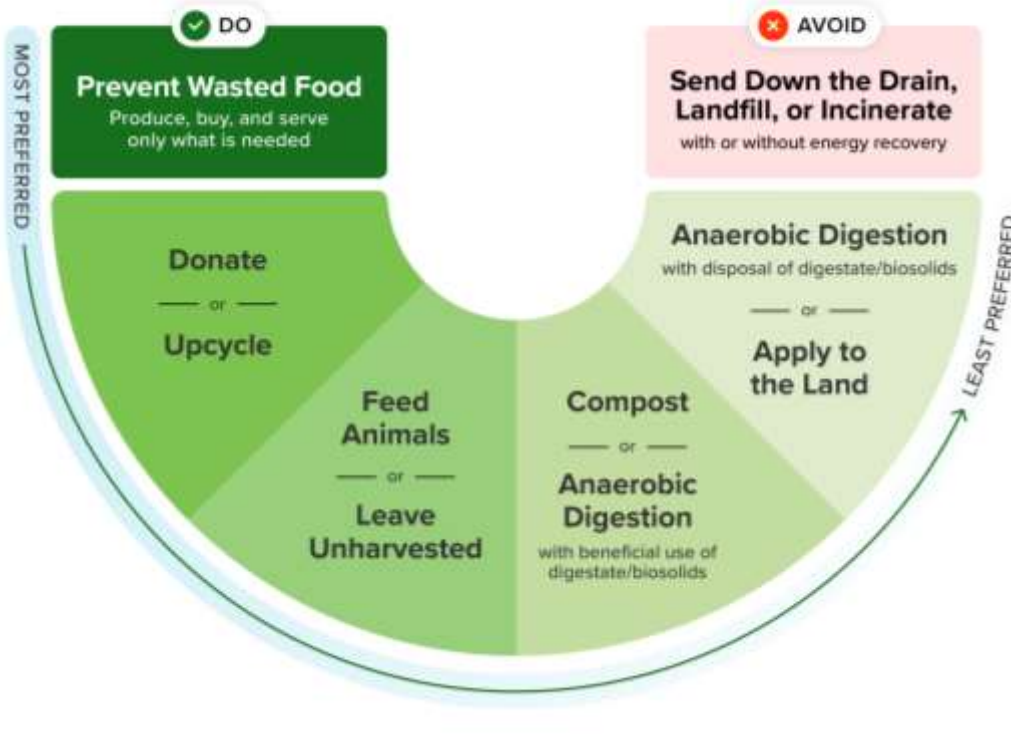 DO
MOST PREFERRED
Prevent Wasted Food
Produce, buy, and serve
only what is needed
AVOID
Send Down the Drain,
Landfill, or Incinerate
with or without energy recovery
Donate
or
Upcycle
Feed
Animals
or
Leave
Unharvested
Compost
or
Anaerobic
Digestion
with beneficial use of
digestate/biosolids
Anaerobic Digestion
with disposal of digestate/biosolids
or
Apply to
the Land
LEAST PREFERRED